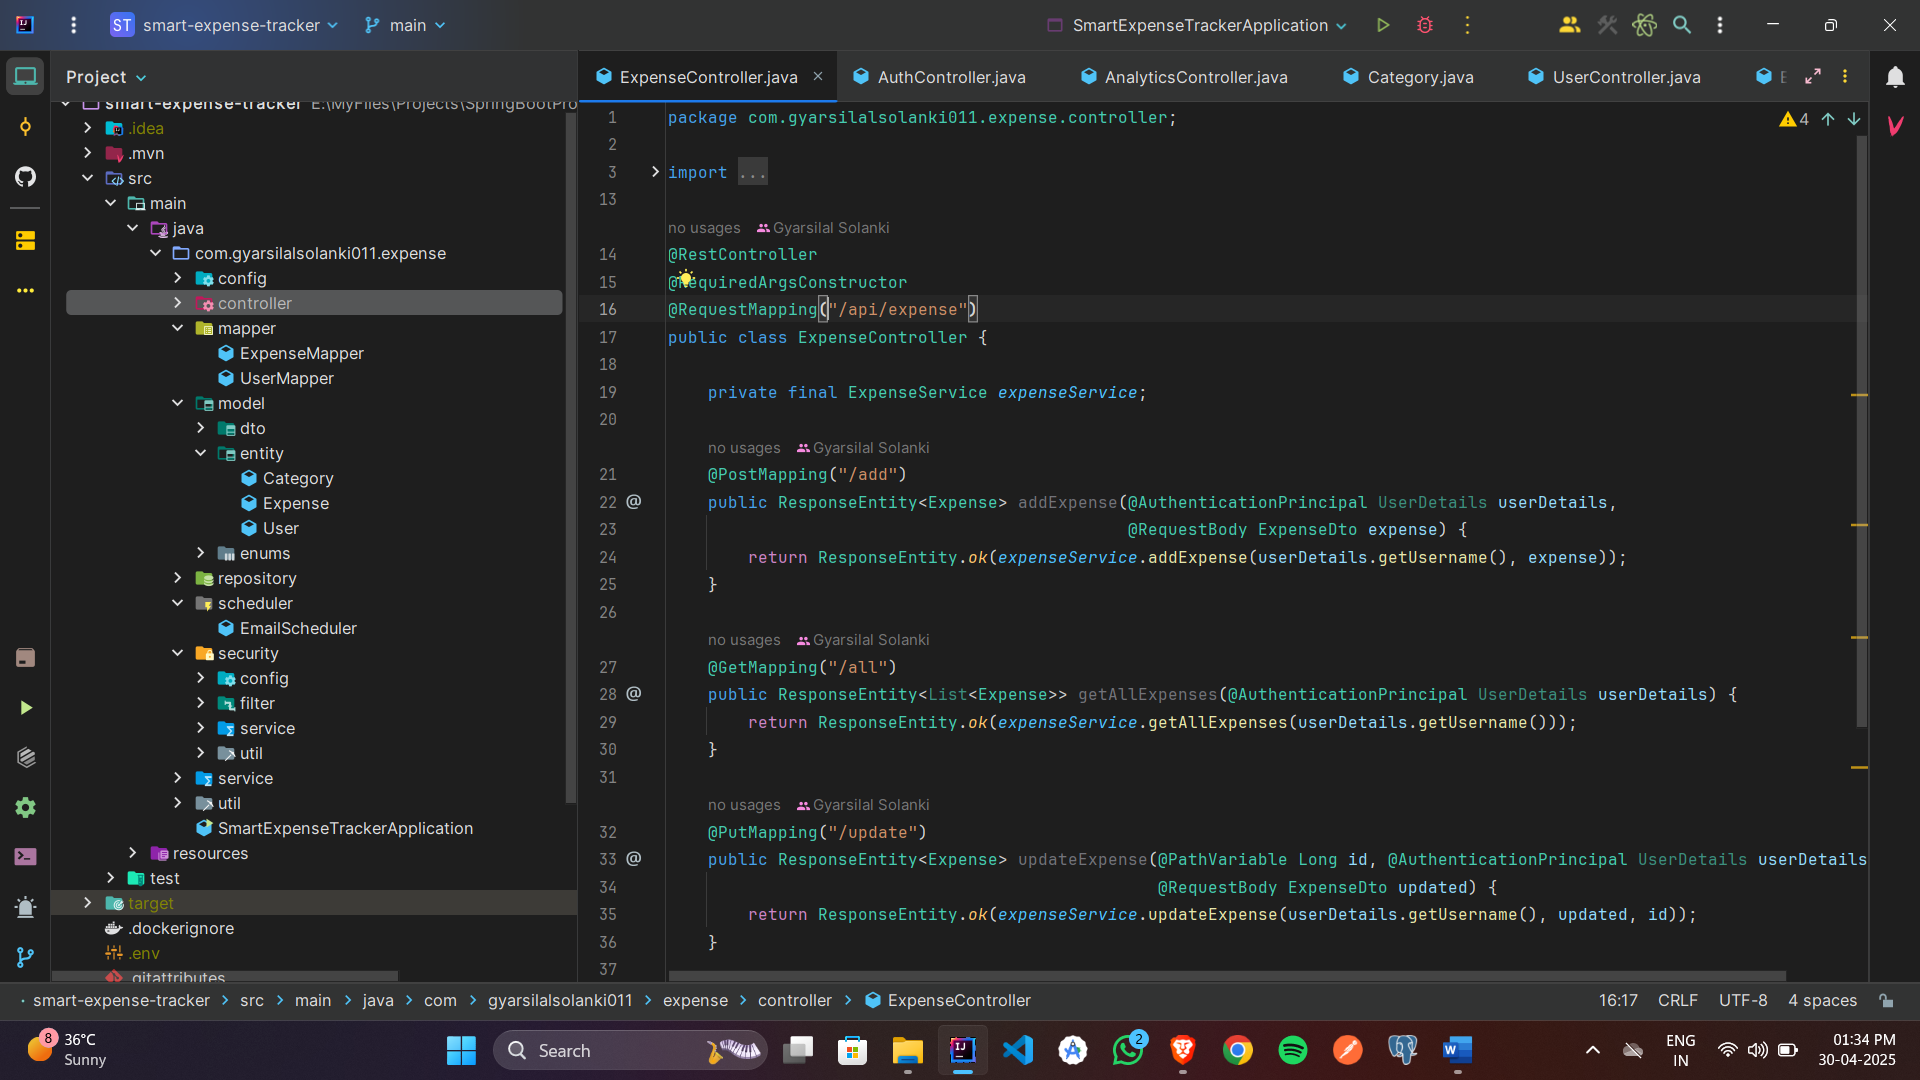 ST smart-expense-tracker main SmartExpenseTrackerApplication
Project
ExpenseController.java AuthController.java AnalyticsController.java Category.java UserController.java
smart-expense-tracker E:\MyFiles\Projects\SpringBootPro
.idea
.mvn
src
main
java
com.gyarsilalsolanki011.expense
config
controller
mapper
ExpenseMapper
UserMapper
model
dto
entity
Category
Expense
User
enums
repository
scheduler
EmailScheduler
security
config
filter
service
util
service
util
SmartExpenseTrackerApplication
resources
test
target
.dockerignore
.env
.gitattributes
4
1 package com.gyarsilalsolanki011.expense.controller;
2
3 import ...
13
no usages Gyarsilal Solanki
14 @RestController
15 @RequiredArgsConstructor
16 @RequestMapping("/api/expense")
17 public class ExpenseController {
18
19 private final ExpenseService expenseService;
20
no usages Gyarsilal Solanki
21 @PostMapping("/add")
22 public ResponseEntity<Expense> addExpense(@AuthenticationPrincipal UserDetails userDetails,
23 @RequestBody ExpenseDto expense) {
24 return ResponseEntity.ok(expenseService.addExpense(userDetails.getUsername(), expense));
25 }
26
no usages Gyarsilal Solanki
27 @GetMapping("/all")
28 public ResponseEntity<List<Expense>> getAllExpenses(@AuthenticationPrincipal UserDetails userDetails) {
29 return ResponseEntity.ok(expenseService.getAllExpenses(userDetails.getUsername()));
30 }
31
no usages Gyarsilal Solanki
32 @PutMapping("/update")
33 public ResponseEntity<Expense> updateExpense(@PathVariable Long id, @AuthenticationPrincipal UserDetails userDetails
34 @RequestBody ExpenseDto updated) {
35 return ResponseEntity.ok(expenseService.updateExpense(userDetails.getUsername(), updated, id));
36 }
37
smart-expense-tracker > src > main > java > com > gyarsilalsolanki011 > expense > controller > ExpenseController
16:17 CRLF UTF-8 4 spaces
8 36°C
Sunny
Search
2
ENG
IN
01:34 PM
30-04-2025